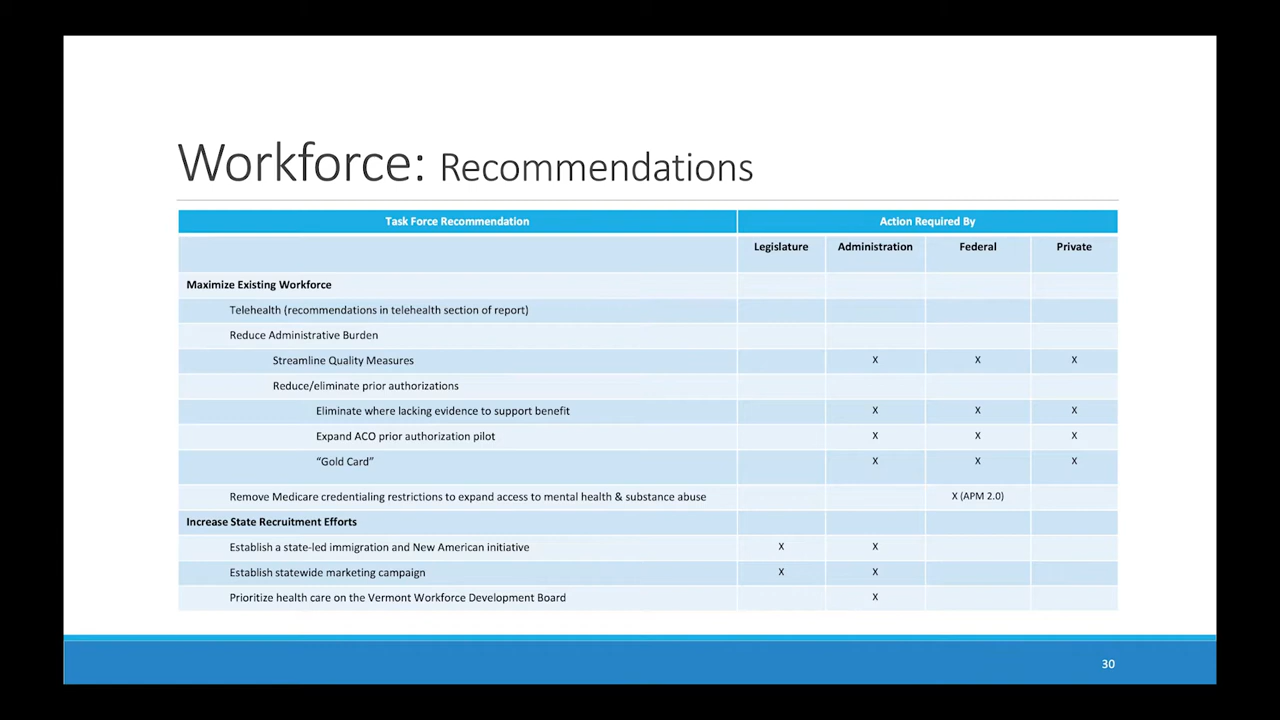 Workforce: Recommendations
Task Force Recommendation Action Required By
Legislature Administration Federal Private
Maximize Existing Workforce
Telehealth (recommendations in telehealth section of report)
Reduce Administrative Burden
Streamline Quality Measures X X X
Reduce/eliminate prior authorizations
Eliminate where lacking evidence to support benefit X X X
Expand ACO prior authorization pilot X X X
“Gold Card” X X X
Remove Medicare credentialing restrictions to expand access to mental health & substance abuse X (APM 2.0)
Increase State Recruitment Efforts
Establish a state-led immigration and New American initiative X X
Establish statewide marketing campaign X X
Prioritize health care on the Vermont Workforce Development Board X
30